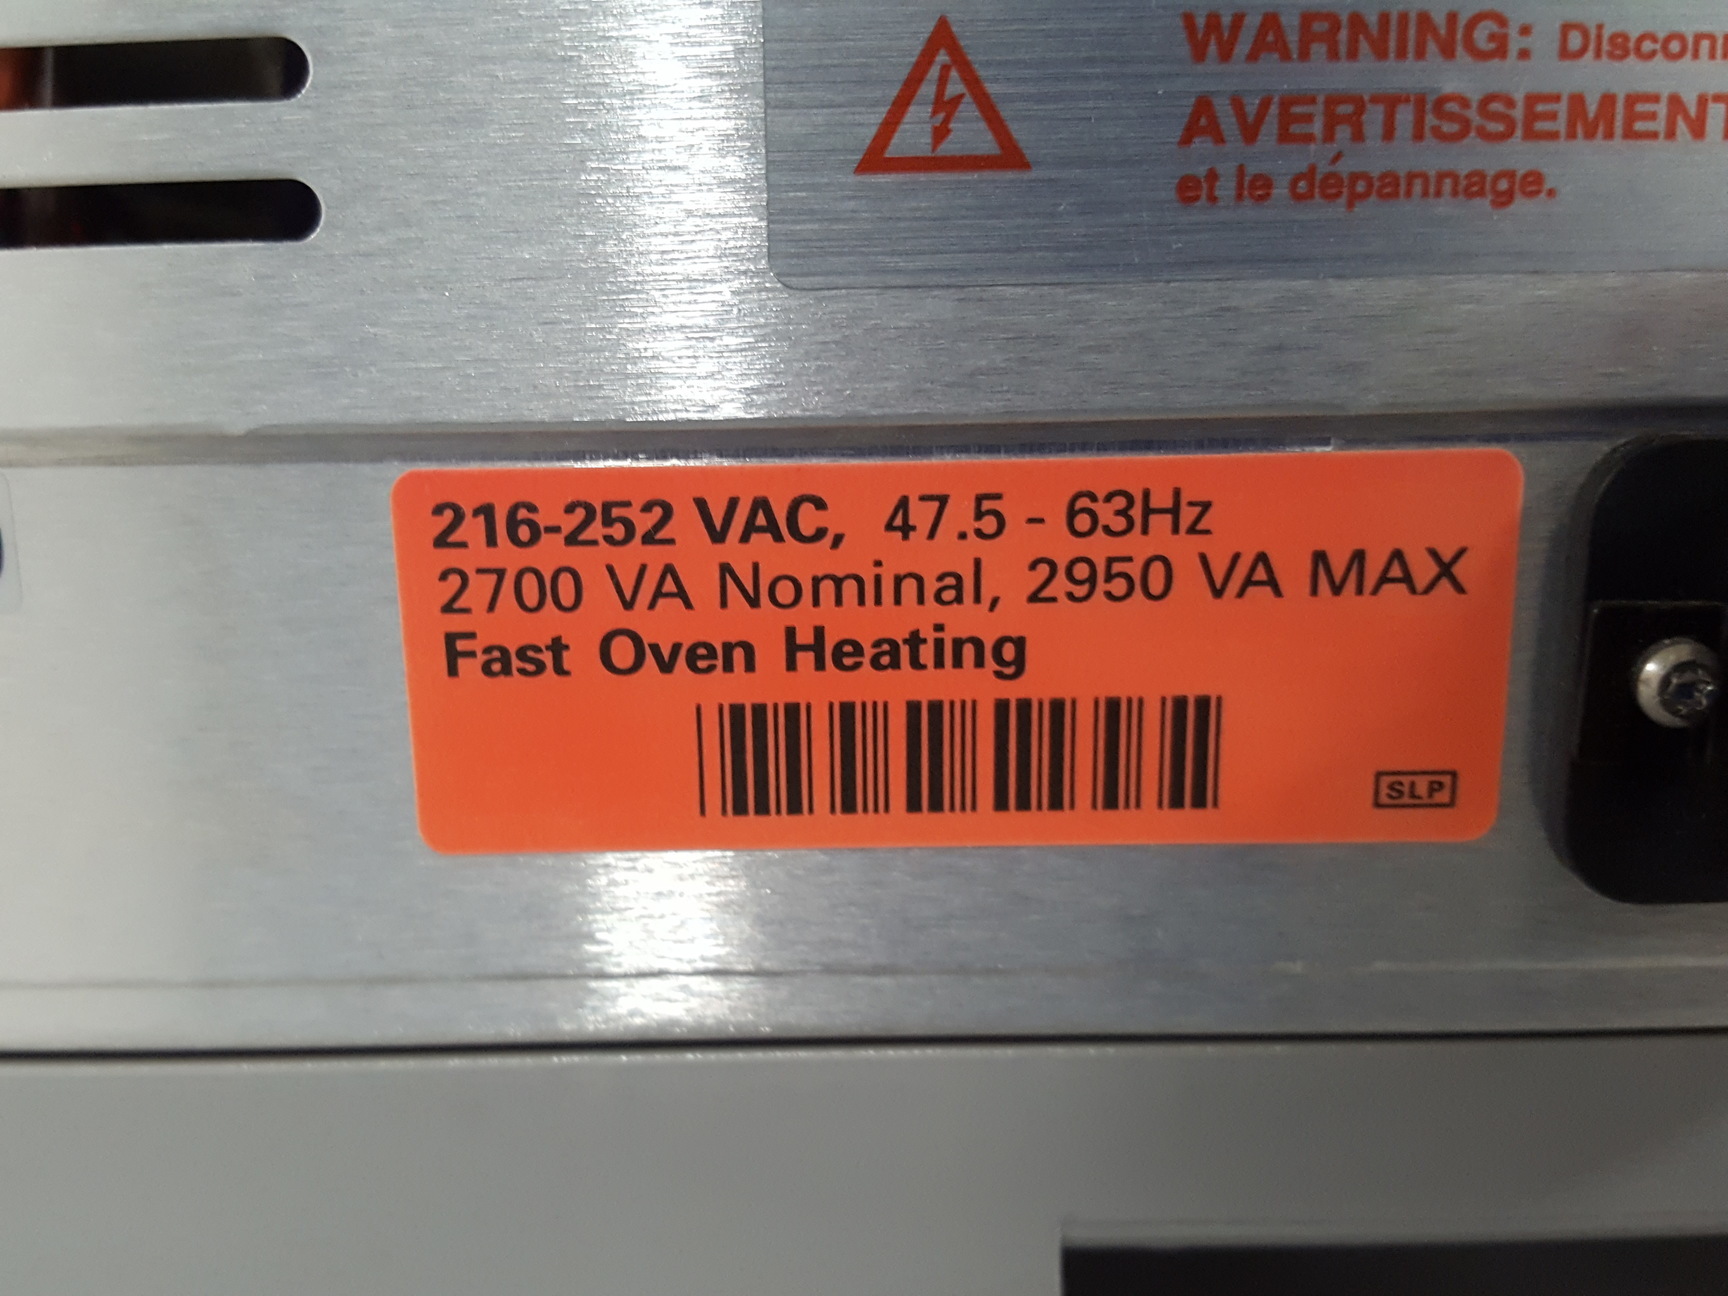 WARNING:
AVERTISSEMENT
et le dépannage.
216-252 VAC, 47.5 - 63Hz
2700 VA Nominal, 2950 VA MAX
Fast Oven Heating
SLP